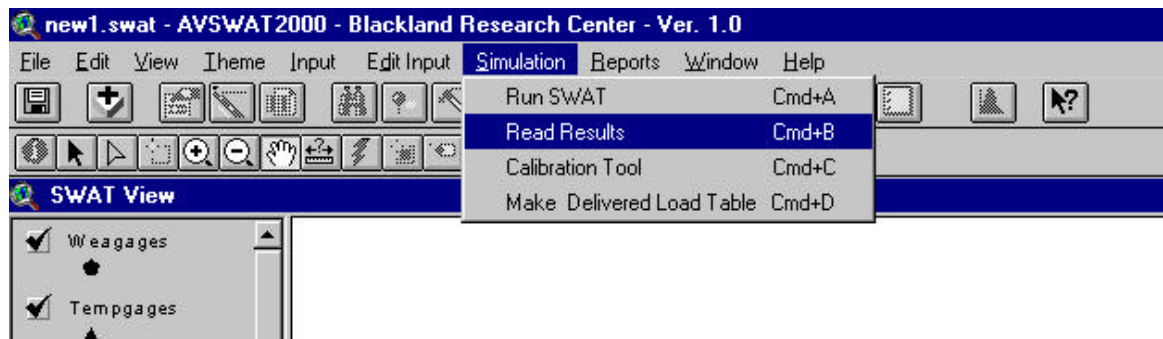 new1.swat - AVSWAT2000 - Blackland Research Center - Ver. 1.0
File Edit View Theme Input Edit Input Simulation Reports Window Help
Run SWAT Cmd+A
Read Results Cmd+B
Calibration Tool Cmd+C
Make Delivered Load Table Cmd+D
SWAT View
Weagages
Tempgages